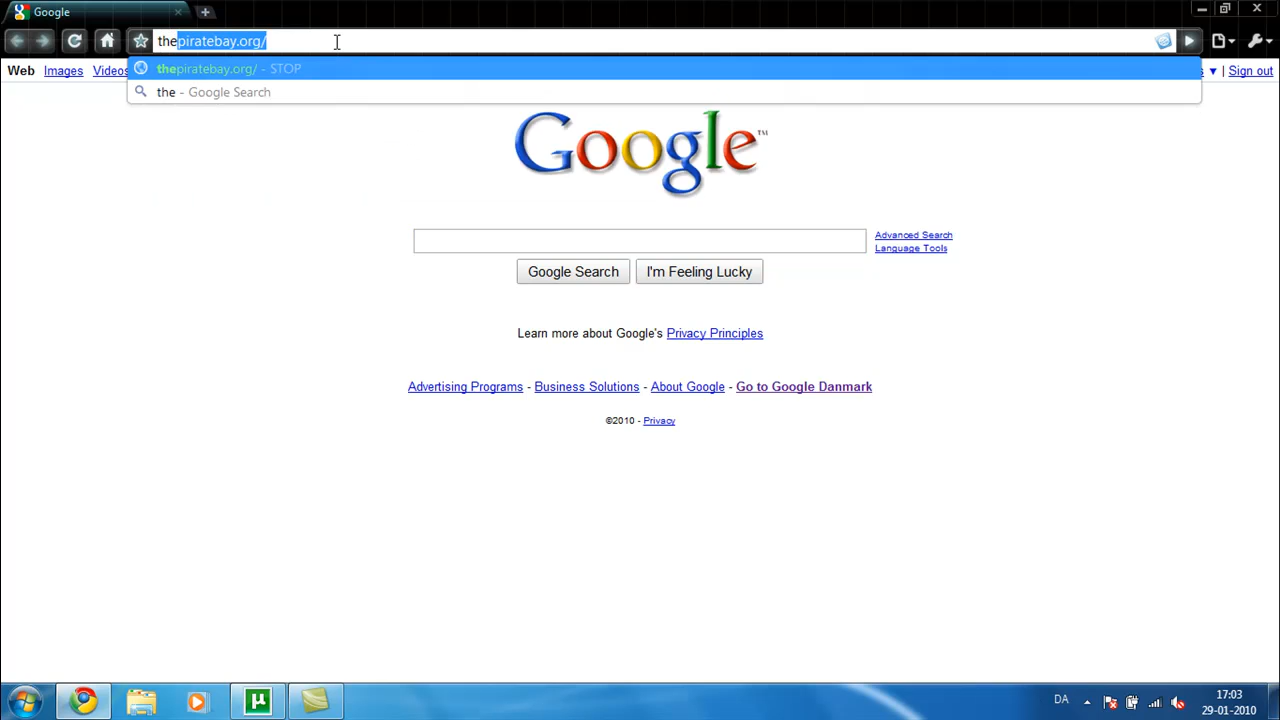 Google
thepiratebay.org/
thepiratebay.org/ - STOP
the - Google Search
Web Images Videos ▼ | Sign out
Google™
Advanced Search
Language Tools
Google Search I'm Feeling Lucky
Learn more about Google's Privacy Principles
Advertising Programs - Business Solutions - About Google - Go to Google Danmark
©2010 - Privacy
µ
DA
17:03
29-01-2010